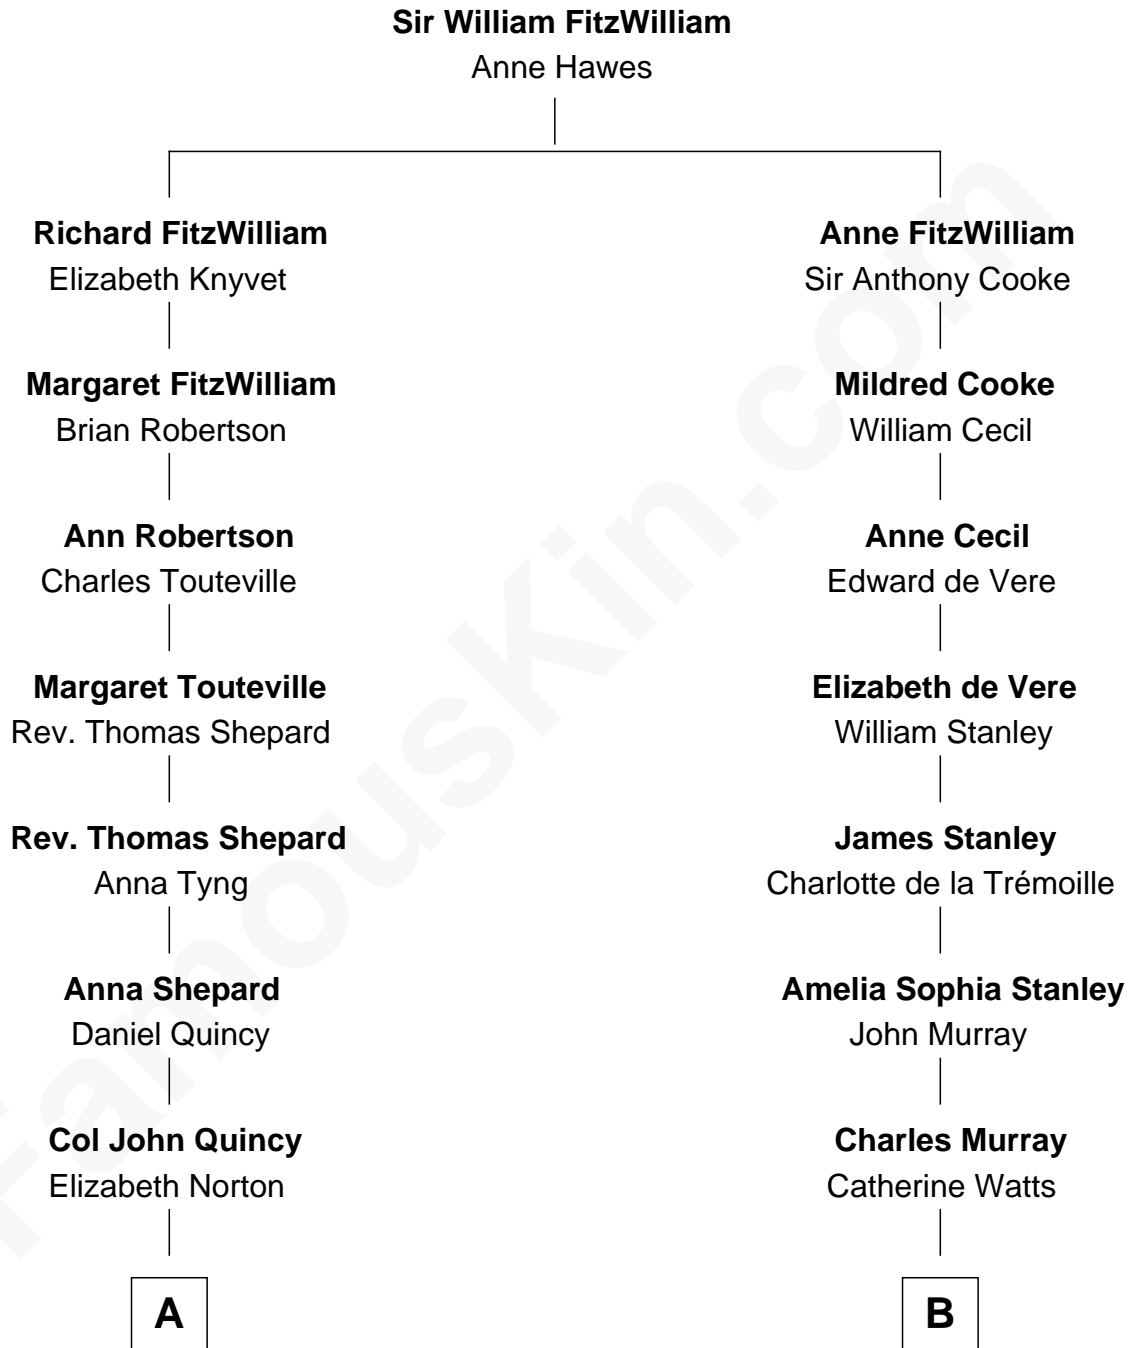 Sir William FitzWilliam
Anne Hawes
Richard FitzWilliam
Elizabeth Knyvet
Margaret FitzWilliam
Brian Robertson
Ann Robertson
Charles Touteville
Margaret Touteville
Rev. Thomas Shepard
Rev. Thomas Shepard
Anna Tyng
Anna Shepard
Daniel Quincy
Col John Quincy
Elizabeth Norton
A
Anne FitzWilliam
Sir Anthony Cooke
Mildred Cooke
William Cecil
Anne Cecil
Edward de Vere
Elizabeth de Vere
William Stanley
James Stanley
Charlotte de la Trémoille
Amelia Sophia Stanley
John Murray
Charles Murray
Catherine Watts
B
FamousKin.com